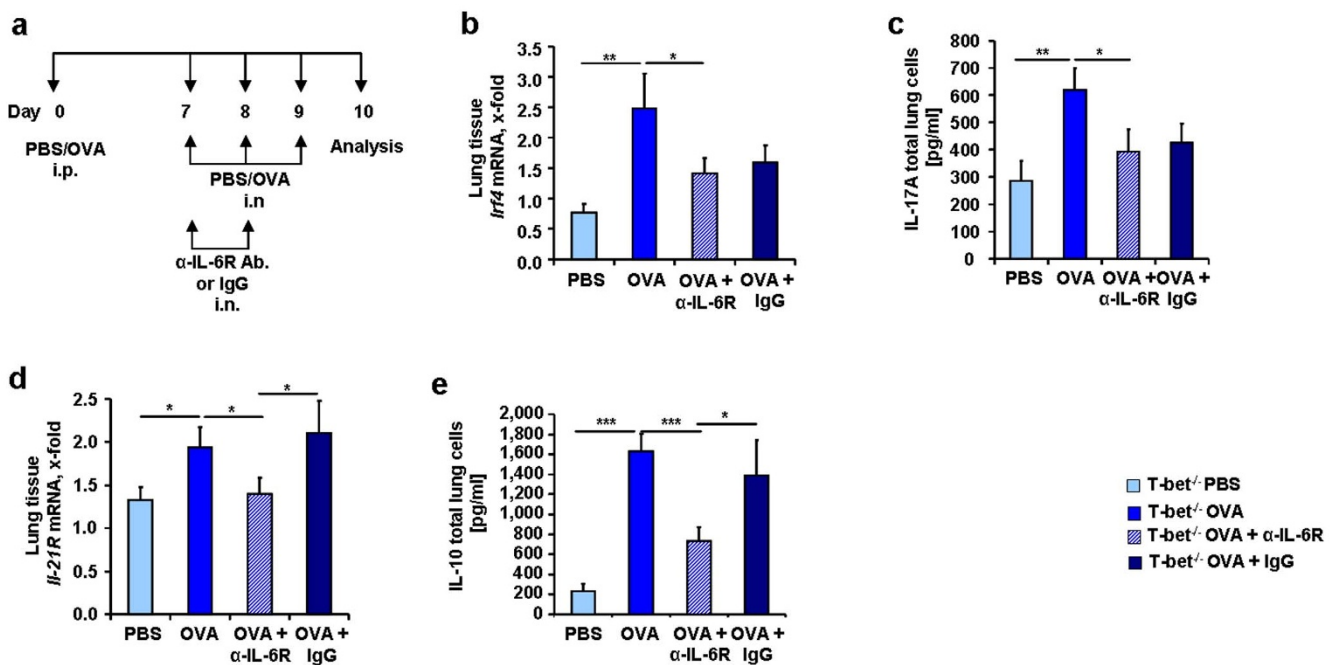 a
Day 0 7 8 9 10
PBS/OVA
i.p.
Analysis
PBS/OVA
i.n
α-IL-6R Ab.
or IgG
i.n.
b
Lung tissue
Irf4 mRNA, x-fold
3.5
3.0
2.5
2.0
1.5
1.0
0.5
0.0
** *
PBS OVA OVA + OVA +
α-IL-6R IgG
c
IL-17A total lung cells
[pg/ml]
800
700
600
500
400
300
200
100
0
** *
PBS OVA OVA + OVA +
α-IL-6R IgG
d
Lung tissue
Il-21R mRNA, x-fold
2.5
2.0
1.5
1.0
0.5
0.0
* * *
PBS OVA OVA + OVA +
α-IL-6R IgG
e
IL-10 total lung cells
[pg/ml]
2,000
1,800
1,600
1,400
1,200
1,000
800
600
400
200
0
*** *** *
PBS OVA OVA + OVA +
α-IL-6R IgG
T-bet-/- PBS
T-bet-/- OVA
T-bet-/- OVA + α-IL-6R
T-bet-/- OVA + IgG